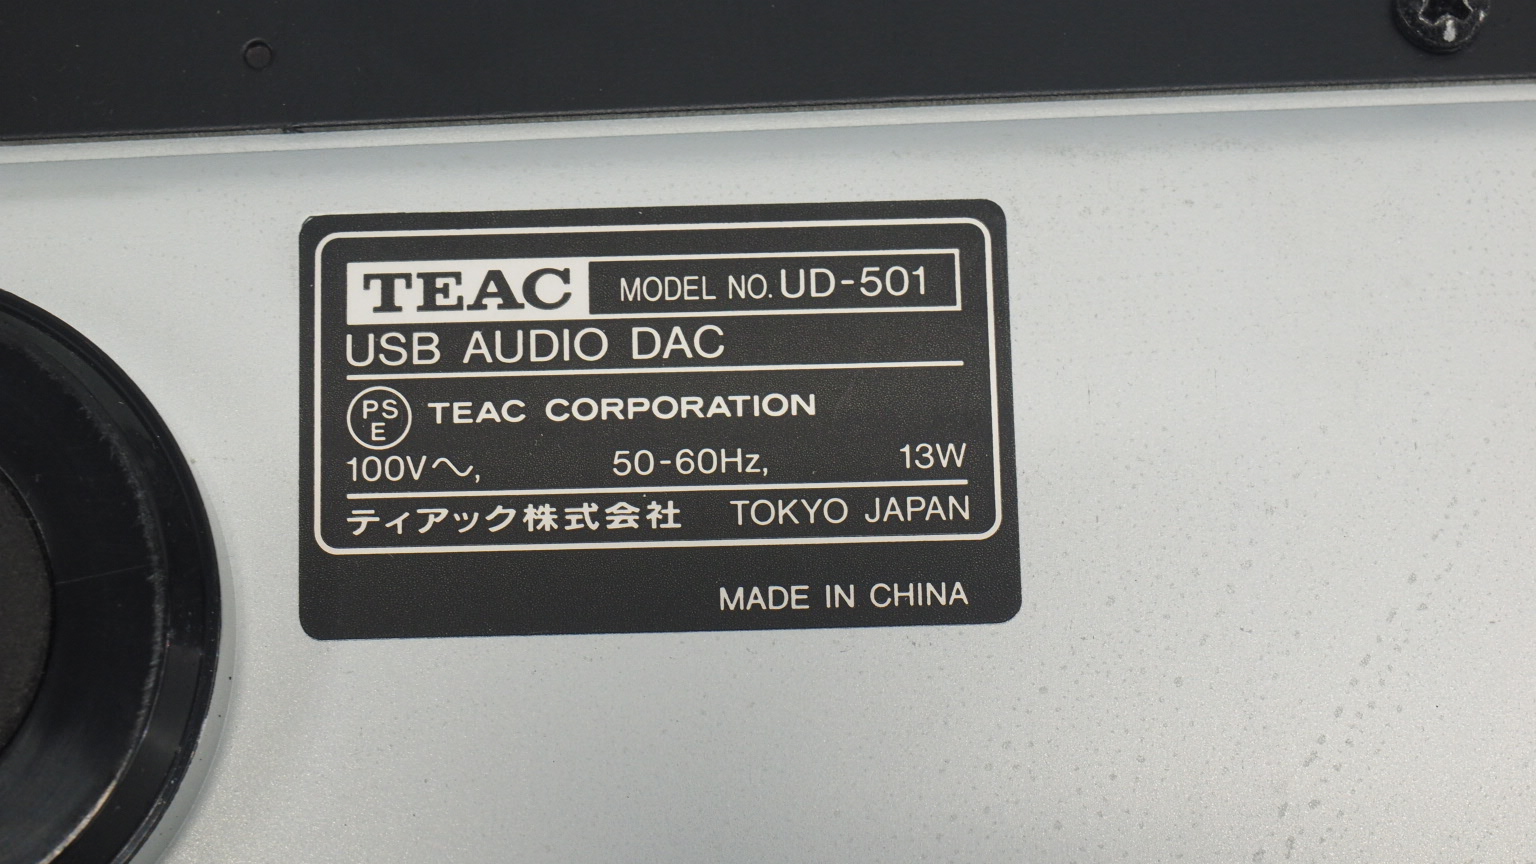 TEAC MODEL NO. UD-501
USB AUDIO DAC
PSE TEAC CORPORATION
100V〜, 50-60Hz, 13W
ティアック株式会社 TOKYO JAPAN
MADE IN CHINA